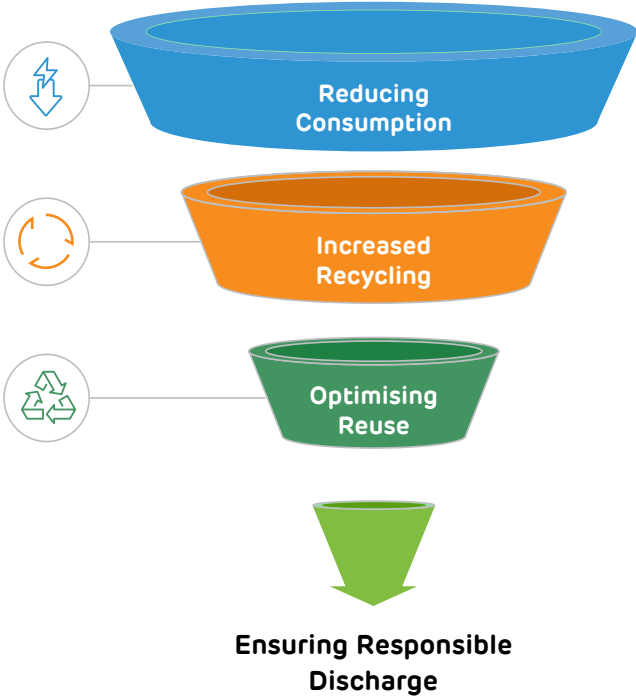 Reducing
Consumption
Increased
Recycling
Optimising
Reuse
Ensuring Responsible
Discharge